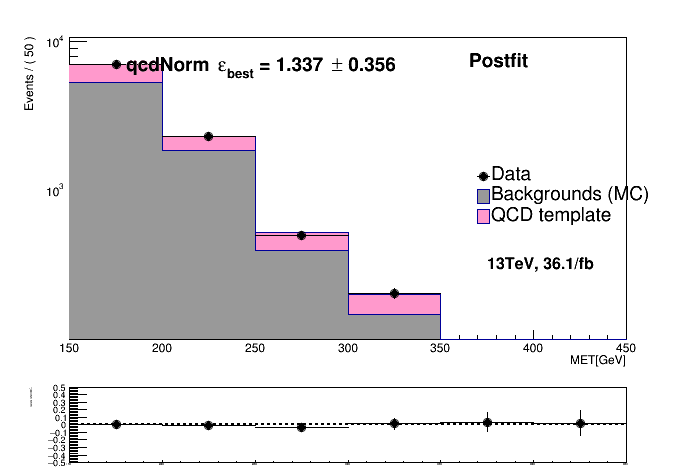 Events / ( 50 )
10^4
10^3
qcdNorm ε_best = 1.337 ± 0.356
Postfit
Data
Backgrounds (MC)
QCD template
13TeV, 36.1/fb
150 200 250 300 350 400 450
MET[GeV]
0.5
0.4
0.3
0.2
0.1
0
−0.1
−0.2
−0.3
−0.4
−0.5